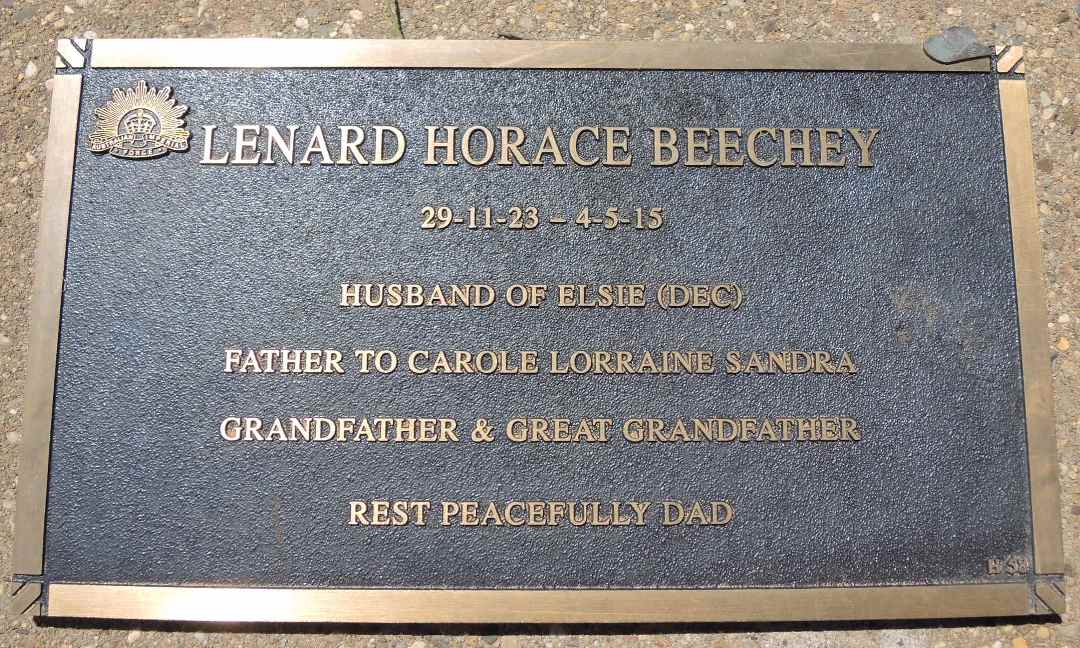 LENARD HORACE BEECHEY
29-11-23 – 4-5-15
HUSBAND OF ELSIE (DEC)
FATHER TO CAROLE LORRAINE SANDRA
GRANDFATHER & GREAT GRANDFATHER
REST PEACEFULLY DAD